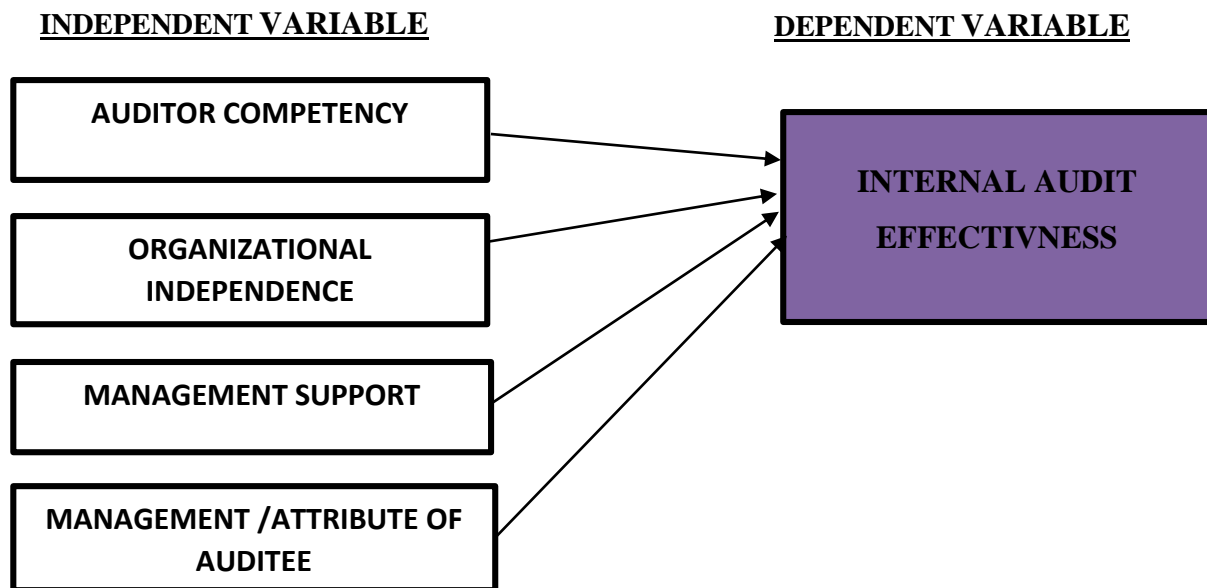 INDEPENDENT VARIABLE
DEPENDENT VARIABLE
AUDITOR COMPETENCY
ORGANIZATIONAL
INDEPENDENCE
MANAGEMENT SUPPORT
MANAGEMENT /ATTRIBUTE OF
AUDITEE
INTERNAL AUDIT
EFFECTIVNESS